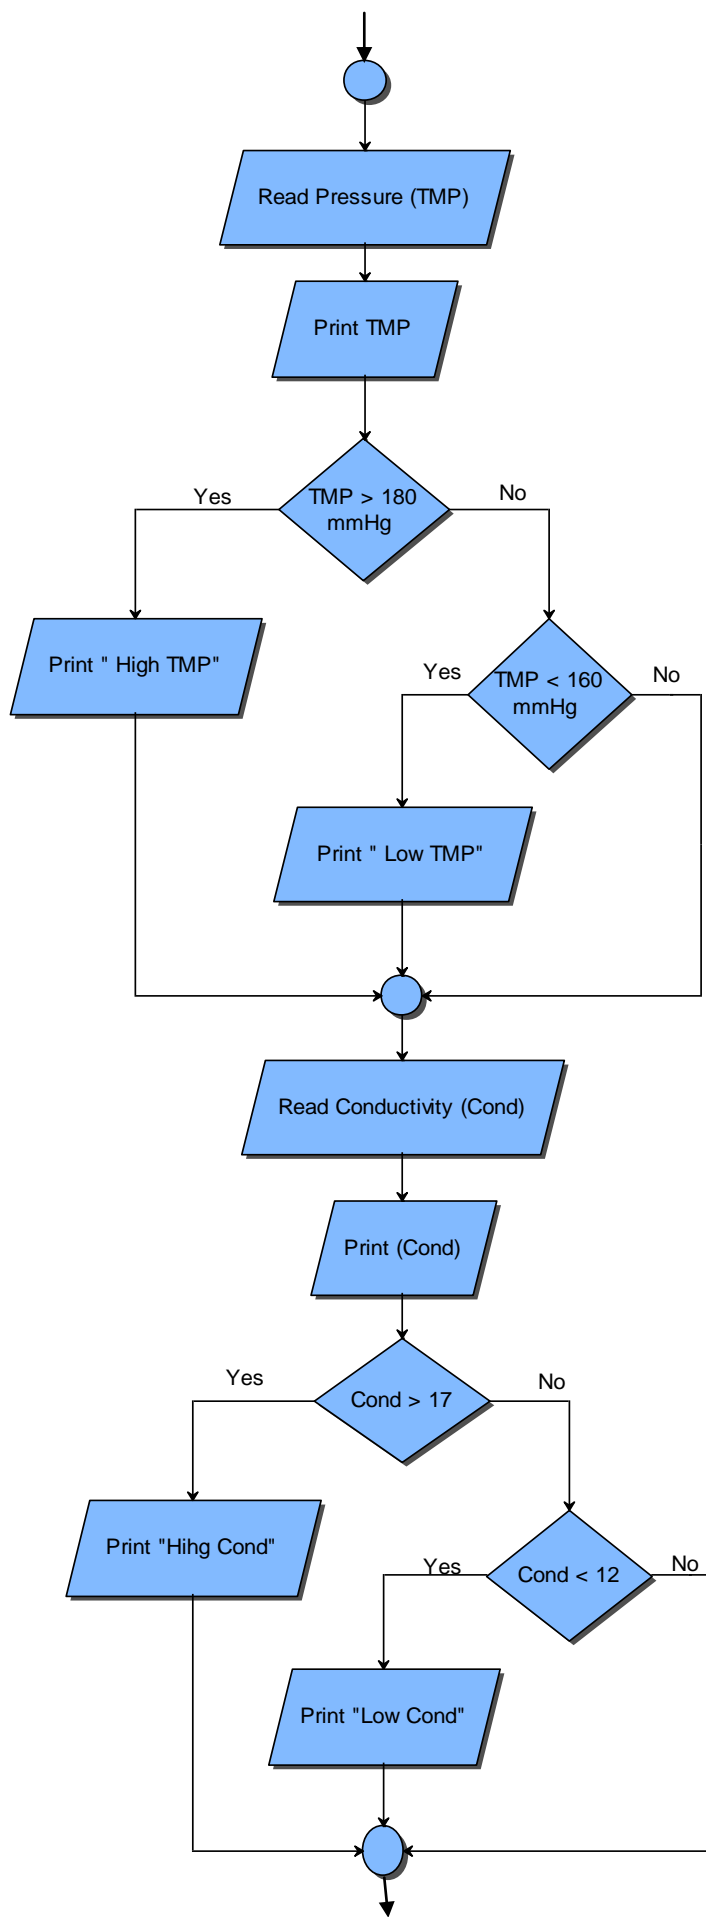 Read Pressure (TMP)
Print TMP
TMP > 180
mmHg
Yes
No
Print " High TMP"
TMP < 160
mmHg
Yes
No
Print " Low TMP"
Read Conductivity (Cond)
Print (Cond)
Cond > 17
Yes
No
Print "Hihg Cond"
Cond < 12
Yes
No
Print "Low Cond"